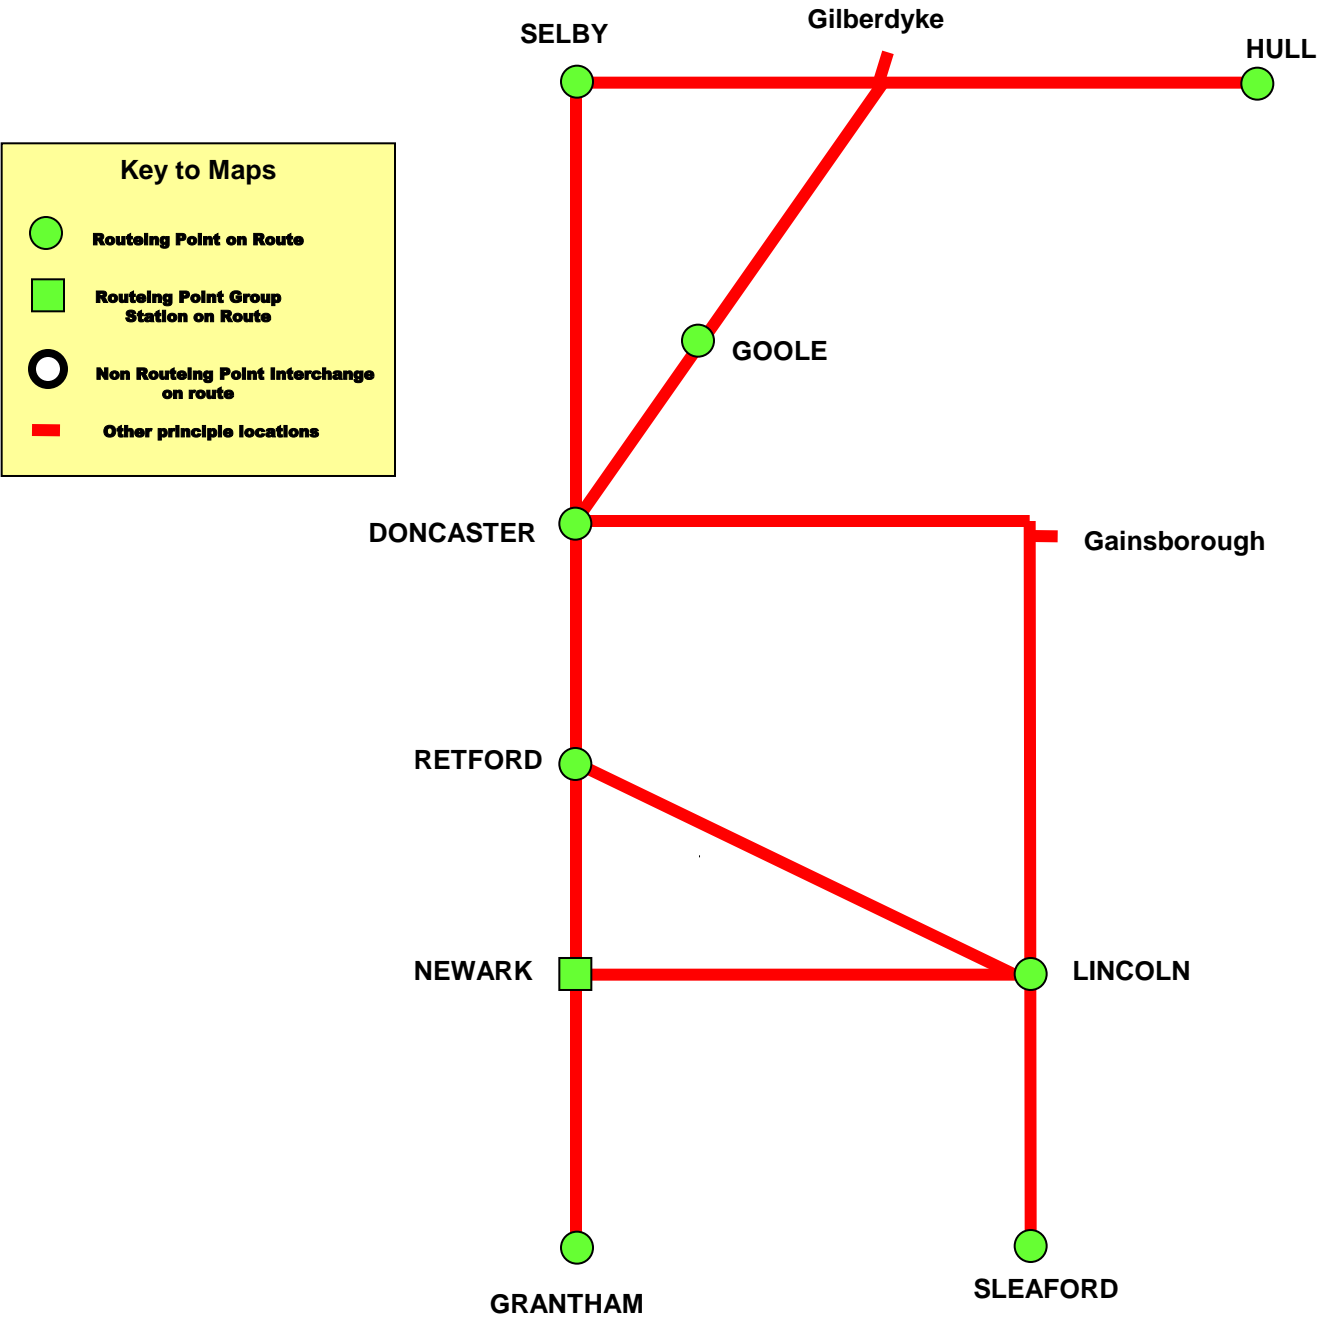 Gilberdyke
SELBY
HULL
Key to Maps
Routeing Point on Route
Routeing Point Group
Station on Route
Non Routeing Point Interchange
on route
Other principle locations
GOOLE
DONCASTER
Gainsborough
RETFORD
NEWARK
LINCOLN
SLEAFORD
GRANTHAM